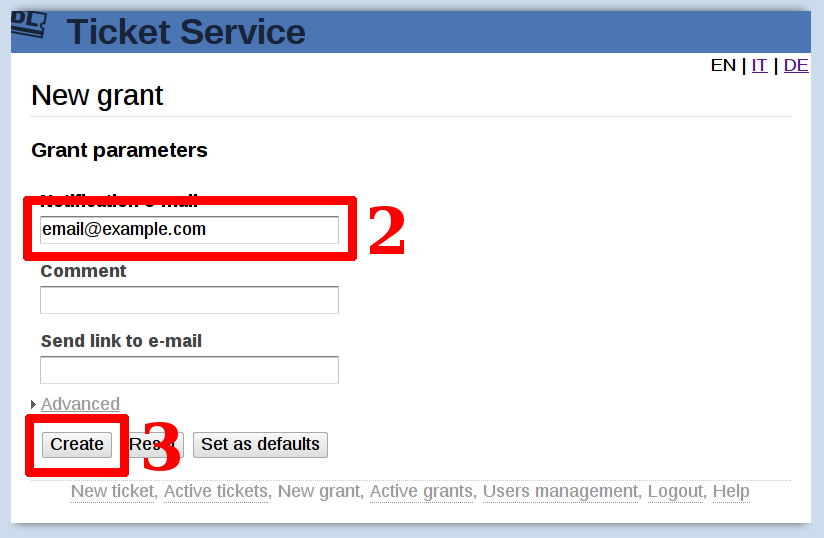 DL Ticket Service
EN | IT | DE
New grant
Grant parameters
Notification e-mail
email@example.com
2
Comment
Send link to e-mail
Advanced
Create Reset Set as defaults
3
New ticket, Active tickets, New grant, Active grants, Users management, Logout, Help